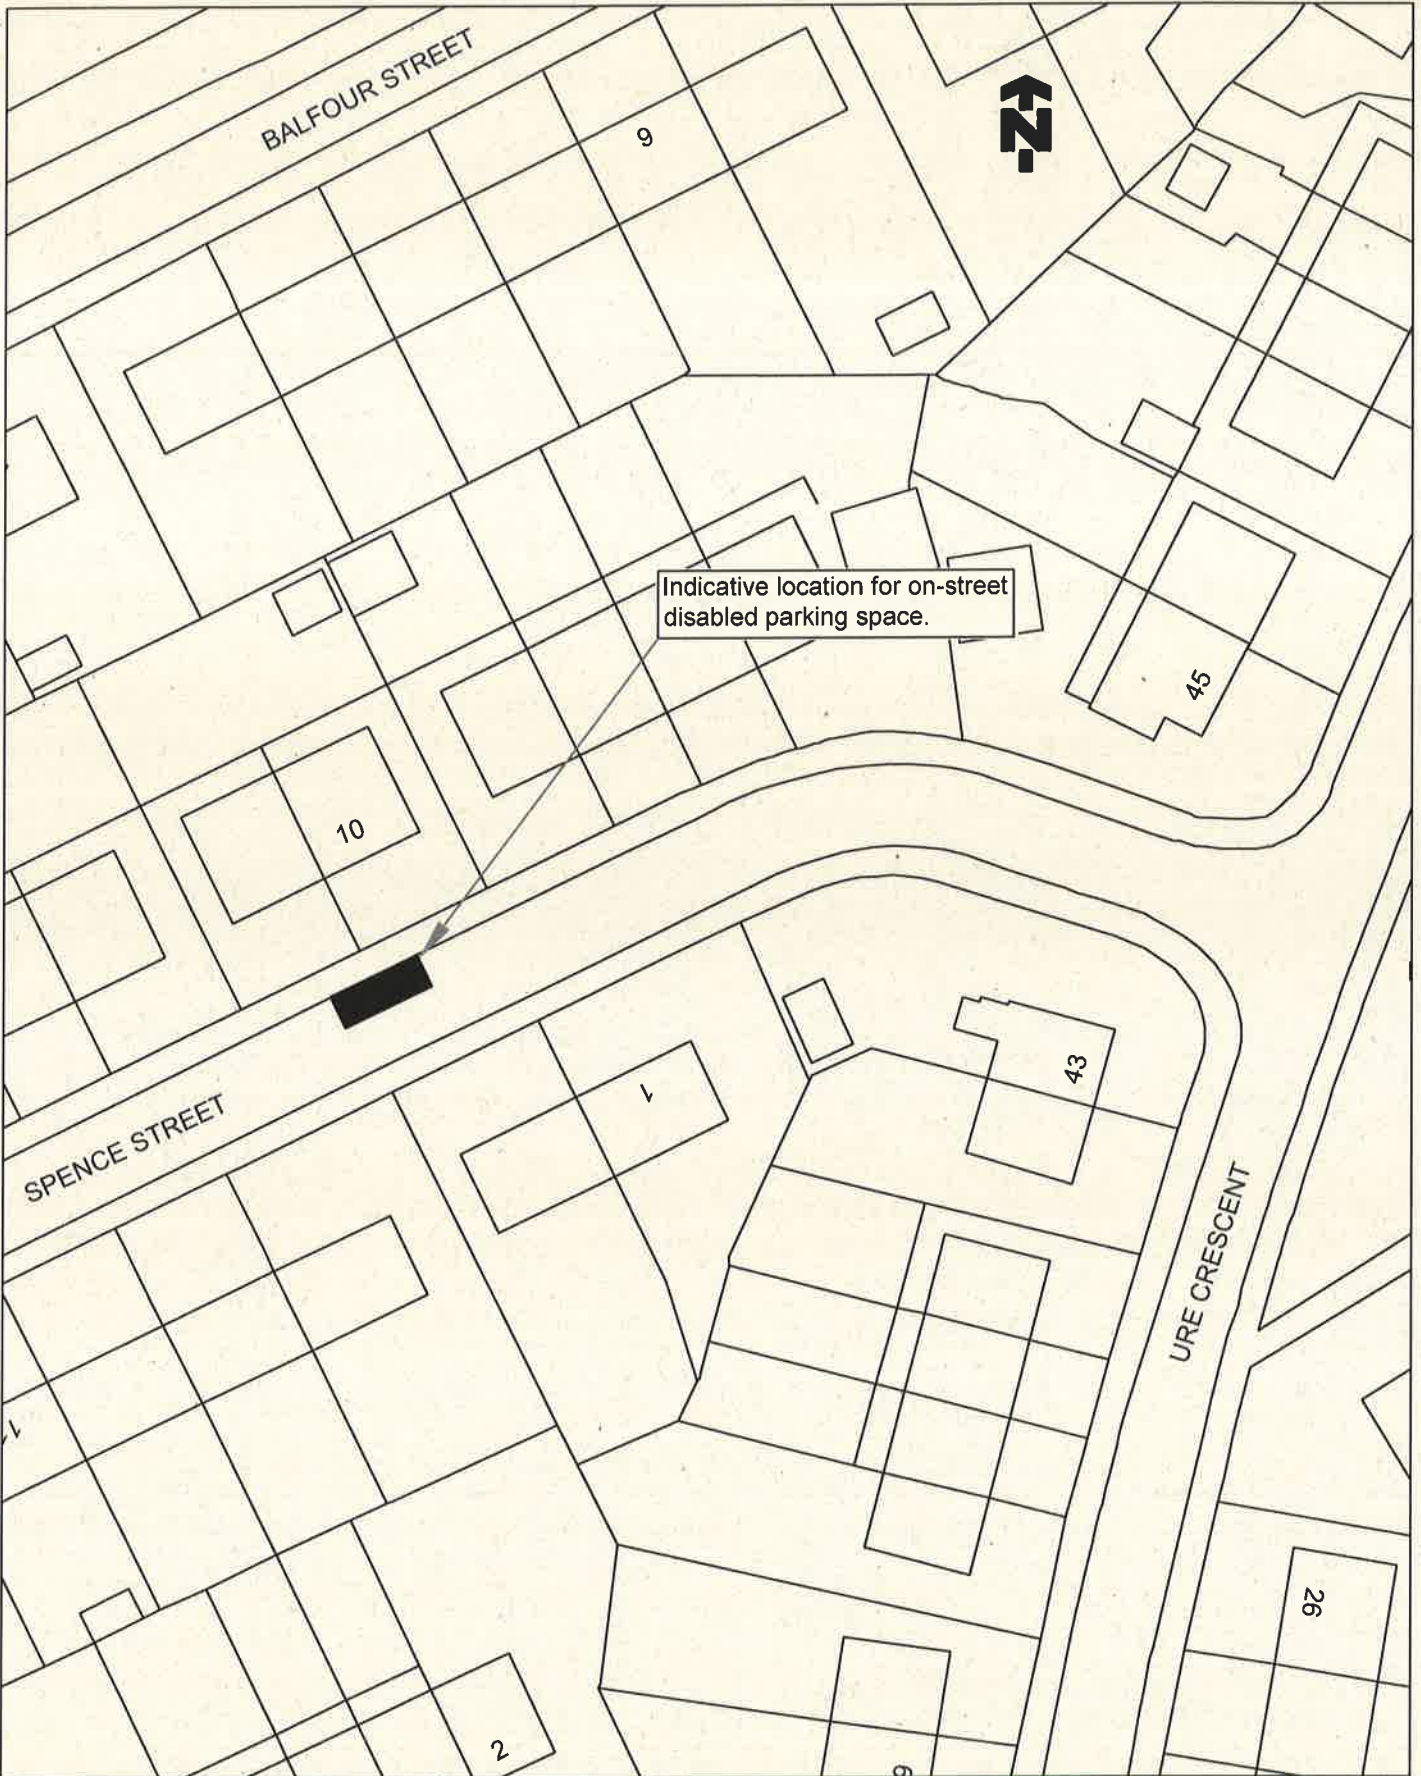 BALFOUR STREET
9
N
Indicative location for on-street
disabled parking space.
45
10
43
1
SPENCE STREET
URE CRESCENT
26
2